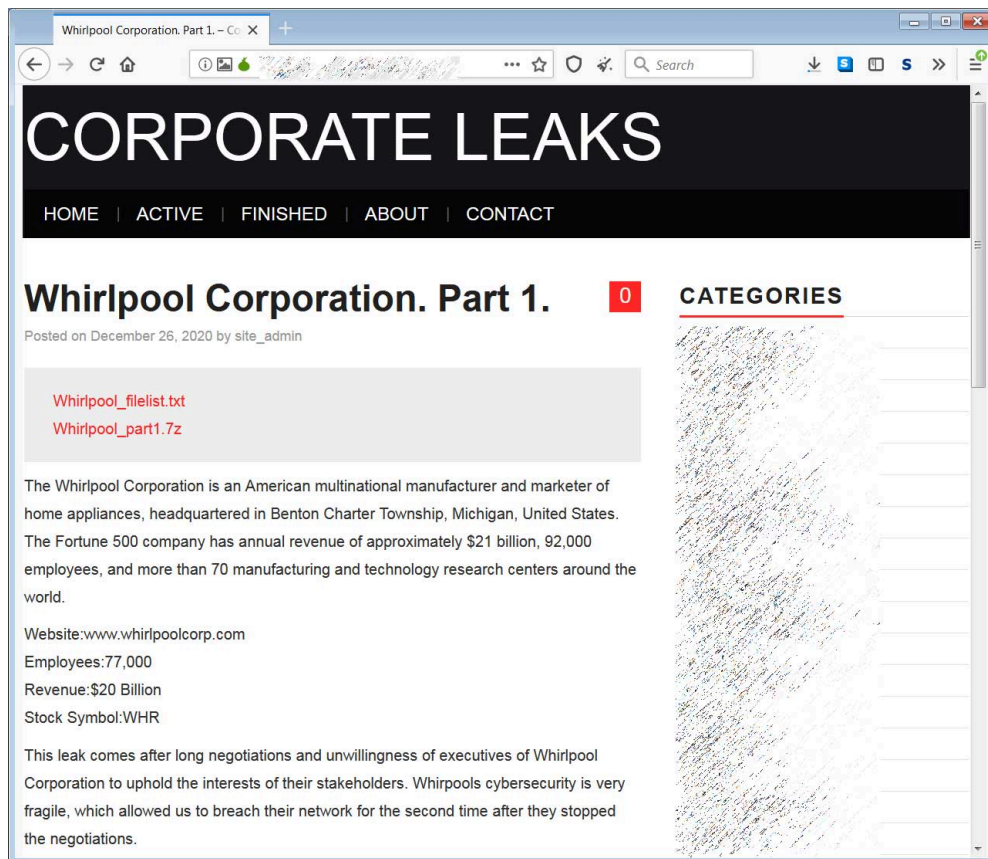 Whirlpool Corporation. Part 1. – Co
Search
CORPORATE LEAKS
HOME | ACTIVE | FINISHED | ABOUT | CONTACT
Whirlpool Corporation. Part 1.
0
Posted on December 26, 2020 by site_admin
Whirlpool_filelist.txt
Whirlpool_part1.7z
The Whirlpool Corporation is an American multinational manufacturer and marketer of
home appliances, headquartered in Benton Charter Township, Michigan, United States.
The Fortune 500 company has annual revenue of approximately $21 billion, 92,000
employees, and more than 70 manufacturing and technology research centers around the
world.
Website:www.whirlpoolcorp.com
Employees:77,000
Revenue:$20 Billion
Stock Symbol:WHR
This leak comes after long negotiations and unwillingness of executives of Whirlpool
Corporation to uphold the interests of their stakeholders. Whirpools cybersecurity is very
fragile, which allowed us to breach their network for the second time after they stopped
the negotiations.
CATEGORIES